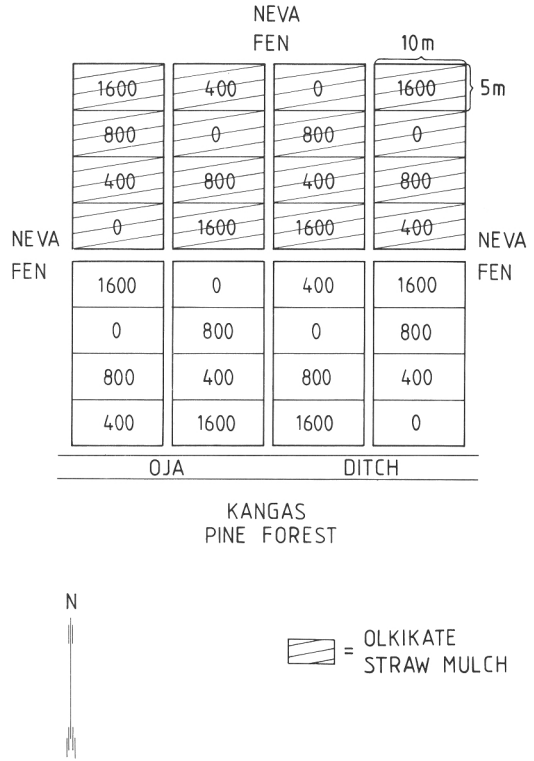 NEVA
FEN
10 m
1600 400 0 1600 5m
800 0 800 0
400 800 400 800
0 1600 1600 400
NEVA NEVA
FEN FEN
1600 0 400 1600
0 800 0 800
800 400 800 400
400 1600 1600 0
OJA DITCH
KANGAS
PINE FOREST
N
= OLKIKATE
STRAW MULCH